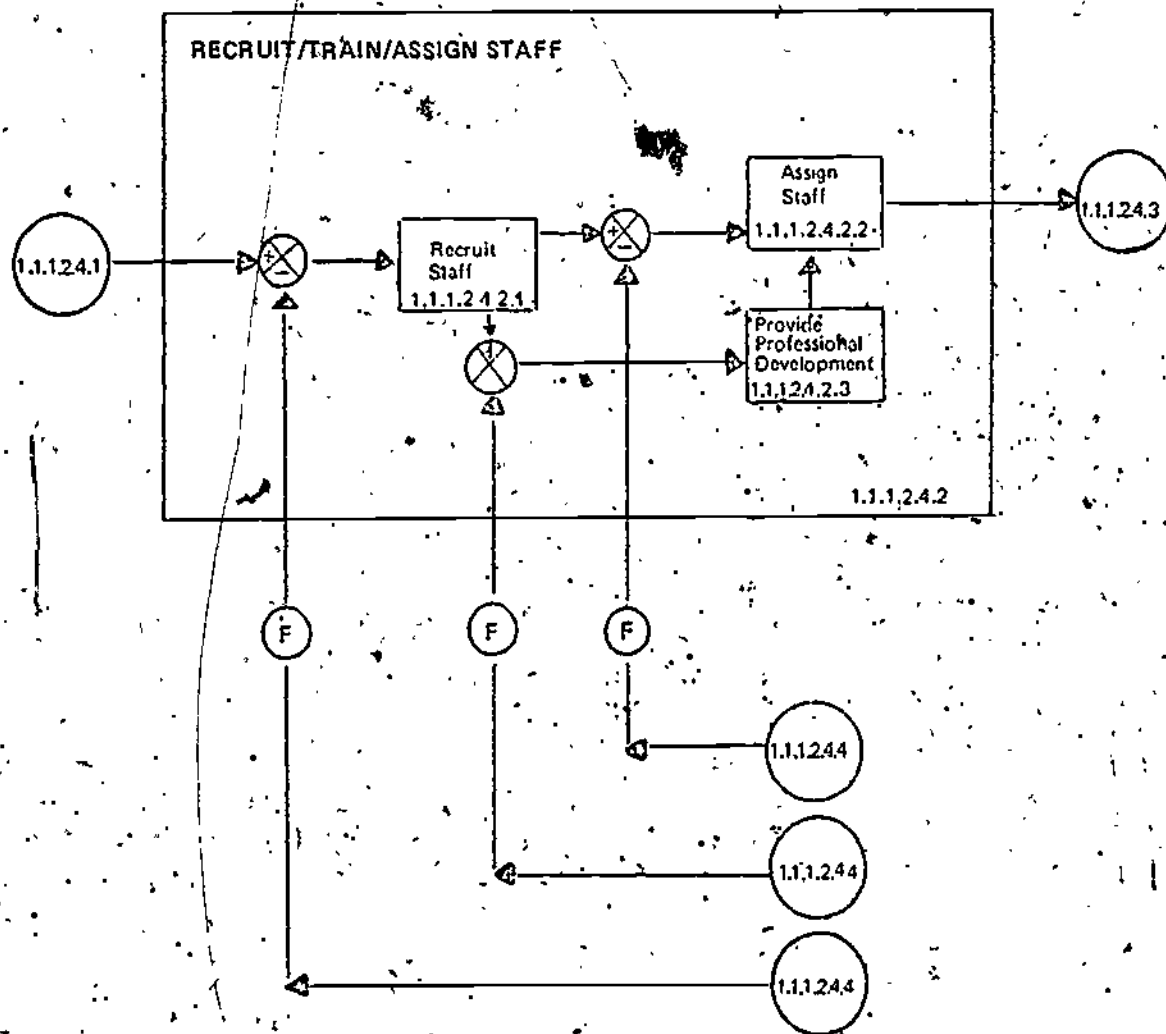 RECRUIT/TRAIN/ASSIGN STAFF
Assign
Staff
1.1.1.2.4.2.2
1.1.1.2.4.3
1.1.1.2.4.1
+
-
Recruit
Staff
1.1.1.2.4.2.1
+
-
Provide
Professional
Development
1.1.1.2.4.2.3
1.1.1.2.4.2
F
F
F
1.1.1.2.4.4
1.1.1.2.4.4
1.1.1.2.4.4